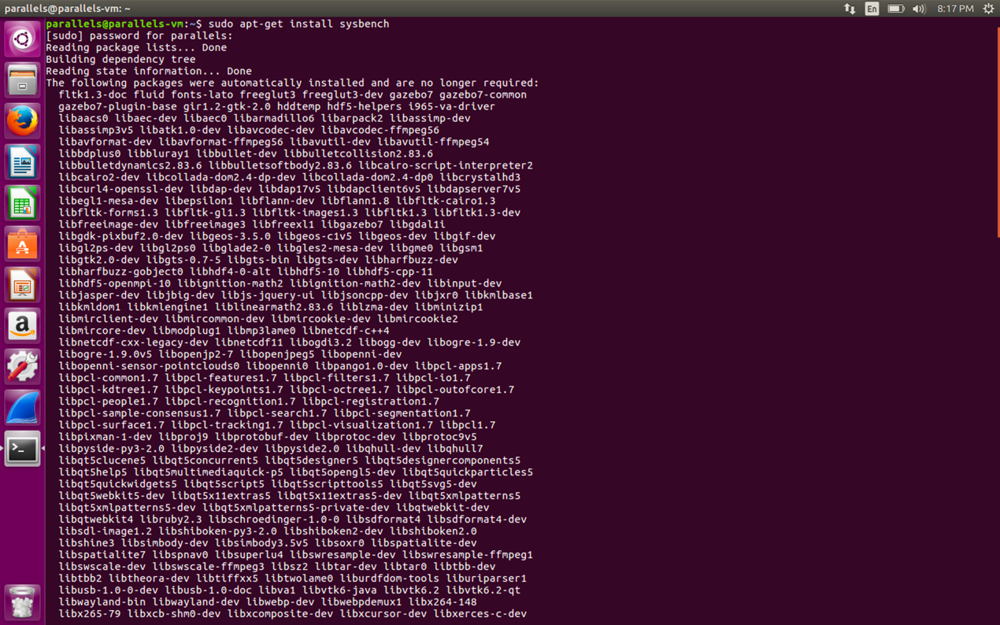 parallels@parallels-vm: ~
En
8:17 PM
parallels@parallels-vm:~$ sudo apt-get install sysbench
[sudo] password for parallels:
Reading package lists... Done
Building dependency tree
Reading state information... Done
The following packages were automatically installed and are no longer required:
fltk1.3-doc fluid fonts-lato freeglut3 freeglut3-dev gazebo7 gazebo7-common
gazebo7-plugin-base gir1.2-gtk-2.0 hddtemp hdf5-helpers i965-va-driver
libaacs0 libaec-dev libaec0 libarmadillo6 libarpack2 libassimp-dev
libassimp3v5 libatk1.0-dev libavcodec-dev libavcodec-ffmpeg56
libavformat-dev libavformat-ffmpeg56 libavutil-dev libavutil-ffmpeg54
libbdplus0 libbluray1 libbullet-dev libbulletcollision2.83.6
libbulletdynamics2.83.6 libbulletsoftbody2.83.6 libcairo-script-interpreter2
libcairo2-dev libcollada-dom2.4-dp-dev libcollada-dom2.4-dp0 libcrystalhd3
libcurl4-openssl-dev libdap-dev libdap17v5 libdapclient6v5 libdapserver7v5
libegl1-mesa-dev libepsilon1 libflann-dev libflann1.8 libfltk-cairo1.3
libfltk-forms1.3 libfltk-gl1.3 libfltk-images1.3 libfltk1.3 libfltk1.3-dev
libfreeimage-dev libfreeimage3 libfreexl1 libgazebo7 libgdal1i
libgdk-pixbuf2.0-dev libgeos-3.5.0 libgeos-c1v5 libgeos-dev libgif-dev
libgl2ps-dev libgl2ps0 libglade2-0 libgles2-mesa-dev libgme0 libgsm1
libgtk2.0-dev libgts-0.7-5 libgts-bin libgts-dev libharfbuzz-dev
libharfbuzz-gobject0 libhdf4-0-alt libhdf5-10 libhdf5-cpp-11
libhdf5-openmpi-10 libignition-math2 libignition-math2-dev libinput-dev
libjasper-dev libjbig-dev libjs-jquery-ui libjsoncpp-dev libjxr0 libkmlbase1
libkmldom1 libkmlengine1 liblinearmath2.83.6 liblzma-dev libminizip1
libmirclient-dev libmircommon-dev libmircookie-dev libmircookie2
libmircore-dev libmodplug1 libmp3lame0 libnetcdf-c++4
libnetcdf-cxx-legacy-dev libnetcdf11 libogdi3.2 libogg-dev libogre-1.9-dev
libogre-1.9.0v5 libopenjp2-7 libopenjpeg5 libopenni-dev
libopenni-sensor-pointclouds0 libopenni0 libpango1.0-dev libpcl-apps1.7
libpcl-common1.7 libpcl-features1.7 libpcl-filters1.7 libpcl-io1.7
libpcl-kdtree1.7 libpcl-keypoints1.7 libpcl-octree1.7 libpcl-outofcore1.7
libpcl-people1.7 libpcl-recognition1.7 libpcl-registration1.7
libpcl-sample-consensus1.7 libpcl-search1.7 libpcl-segmentation1.7
libpcl-surface1.7 libpcl-tracking1.7 libpcl-visualization1.7 libpcl1.7
libpixman-1-dev libproj9 libprotobuf-dev libprotoc-dev libprotoc9v5
libpyside-py3-2.0 libpyside2-dev libpyside2.0 libqhull-dev libqhull7
libqt5clucene5 libqt5concurrent5 libqt5designer5 libqt5designercomponents5
libqt5help5 libqt5multimediaquick-p5 libqt5opengl5-dev libqt5quickparticles5
libqt5quickwidgets5 libqt5script5 libqt5scripttools5 libqt5svg5-dev
libqt5webkit5-dev libqt5x11extras5 libqt5x11extras5-dev libqt5xmlpatterns5
libqt5xmlpatterns5-dev libqt5xmlpatterns5-private-dev libqtwebkit-dev
libqtwebkit4 libruby2.3 libschroedinger-1.0-0 libsdformat4 libsdformat4-dev
libsdl-image1.2 libshiboken-py3-2.0 libshiboken2-dev libshiboken2.0
libshine3 libsimbody-dev libsimbody3.5v5 libsoxr0 libspatialite-dev
libspatialite7 libspnav0 libsuperlu4 libswresample-dev libswresample-ffmpeg1
libswscale-dev libswscale-ffmpeg3 libsz2 libtar-dev libtar0 libtbb-dev
libtbb2 libtheora-dev libtiffxx5 libtwolame0 liburdfdom-tools liburiparser1
libusb-1.0-0-dev libusb-1.0-doc libva1 libvtk6-java libvtk6.2 libvtk6.2-qt
libwayland-bin libwayland-dev libwebp-dev libwebpdemux1 libx264-148
libx265-79 libxcb-shm0-dev libxcomposite-dev libxcursor-dev libxerces-c-dev